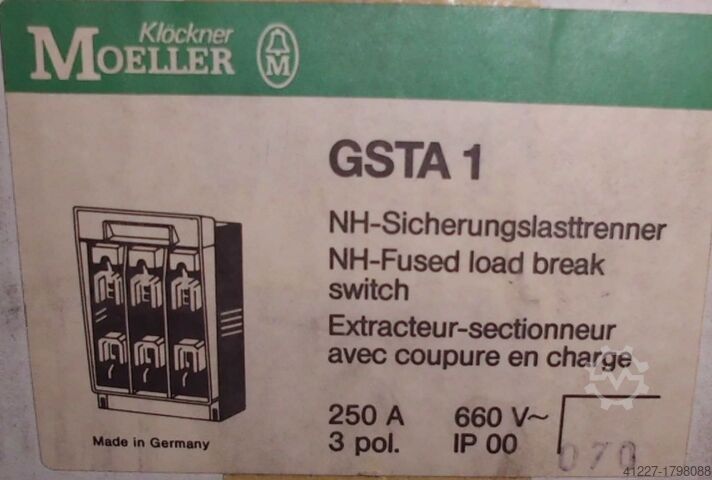 Klöckner
MOELLER
M
GSTA 1
NH-Sicherungslasttrenner
NH-Fused load break
switch
Extracteur-sectionneur
avec coupure en charge
250 A 660 V~
3 pol. IP 00
070
Made in Germany
41227-1798088